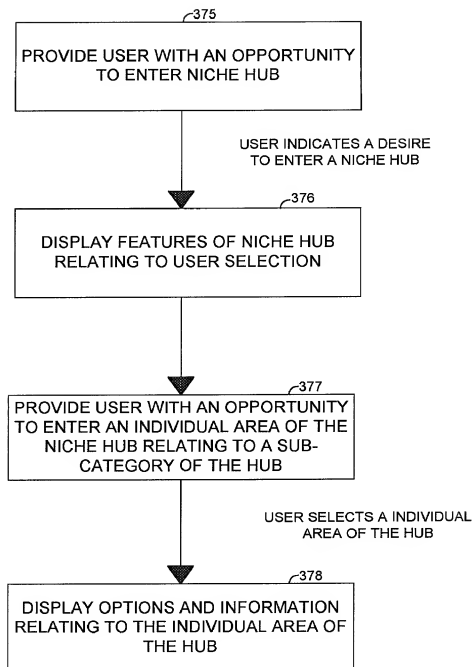 375
PROVIDE USER WITH AN OPPORTUNITY
TO ENTER NICHE HUB
USER INDICATES A DESIRE
TO ENTER A NICHE HUB
376
DISPLAY FEATURES OF NICHE HUB
RELATING TO USER SELECTION
377
PROVIDE USER WITH AN OPPORTUNITY
TO ENTER AN INDIVIDUAL AREA OF THE
NICHE HUB RELATING TO A SUB-
CATEGORY OF THE HUB
USER SELECTS A INDIVIDUAL
AREA OF THE HUB
378
DISPLAY OPTIONS AND INFORMATION
RELATING TO THE INDIVIDUAL AREA OF
THE HUB